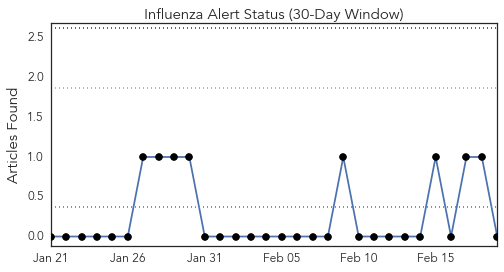 Influenza Alert Status (30-Day Window)
Articles Found
2.5
2.0
1.5
1.0
0.5
0.0
Jan 21 Jan 26 Jan 31 Feb 05 Feb 10 Feb 15